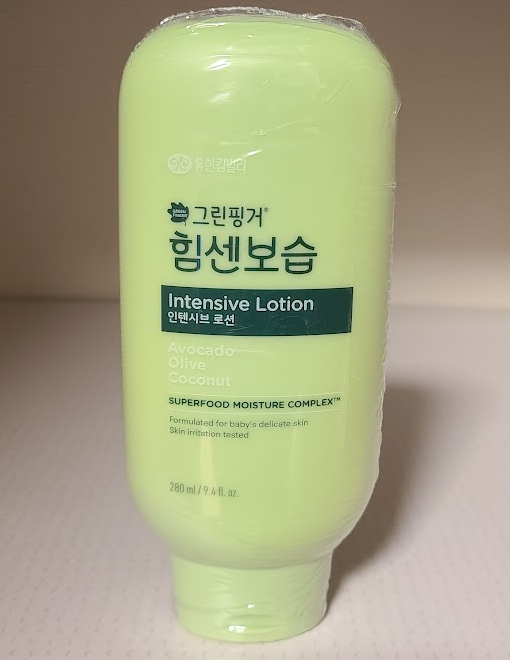 유한킴벌리
GREEN
Finger
그린핑거®
힘센보습
Intensive Lotion
인텐시브 로션
Avocado
Olive
Coconut
SUPERFOOD MOISTURE COMPLEX™
Formulated for baby's delicate skin
Skin irritation tested
280 ml / 9.4 fl. oz.